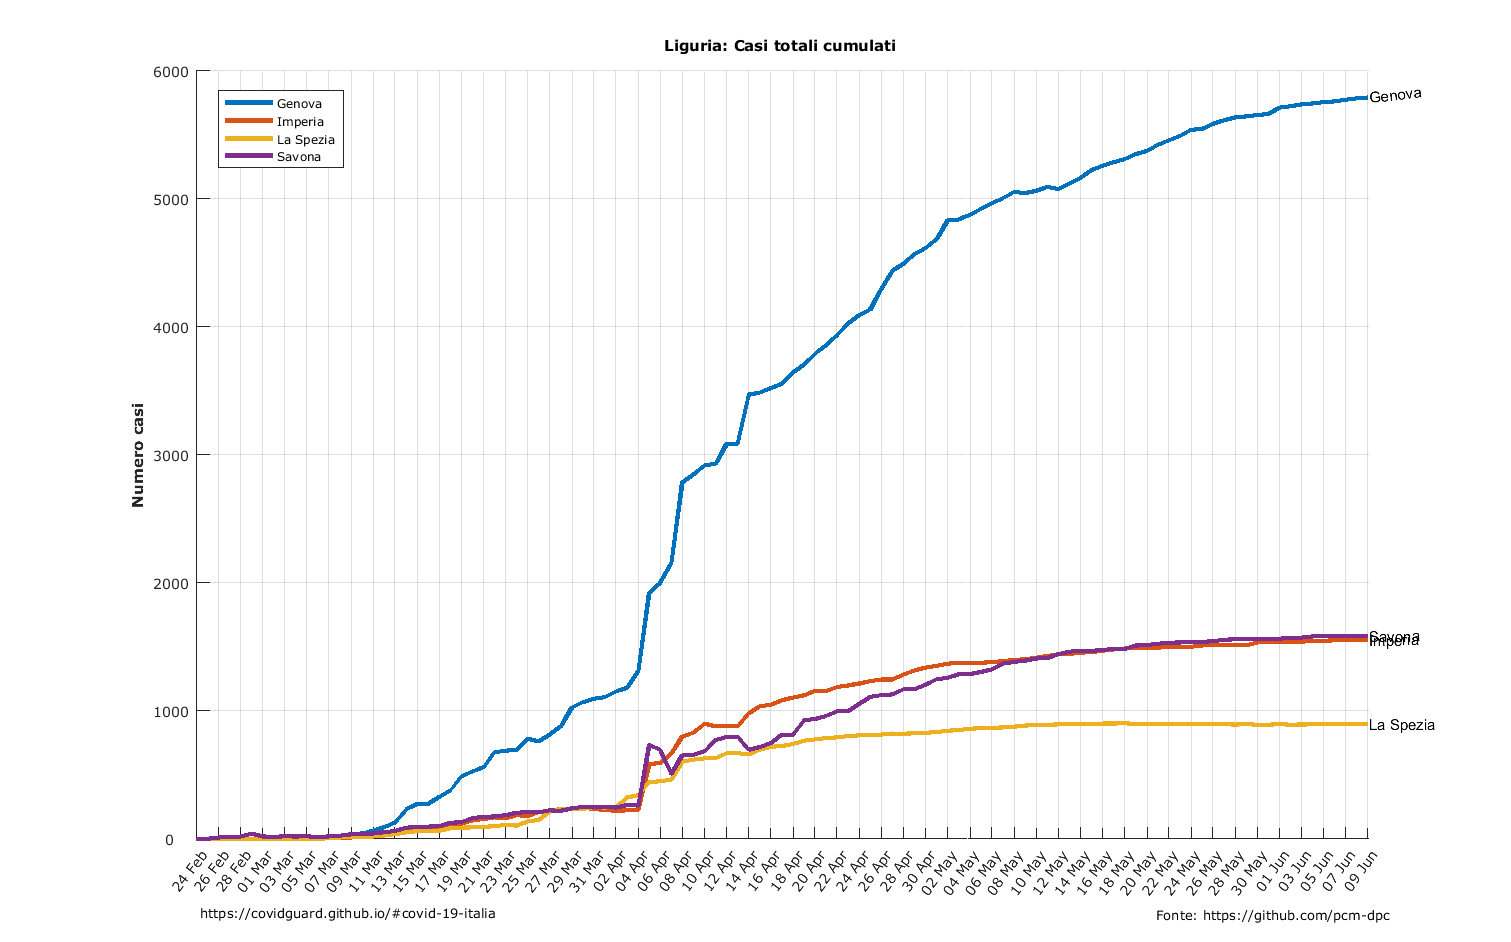 Liguria: Casi totali cumulati
6000
5000
4000
3000
2000
1000
0
Numero casi
Genova
Imperia
La Spezia
Savona
Genova
Savona
Imperia
La Spezia
24 Feb
26 Feb
28 Feb
01 Mar
03 Mar
05 Mar
07 Mar
09 Mar
11 Mar
13 Mar
15 Mar
17 Mar
19 Mar
21 Mar
23 Mar
25 Mar
27 Mar
29 Mar
31 Mar
02 Apr
04 Apr
06 Apr
08 Apr
10 Apr
12 Apr
14 Apr
16 Apr
18 Apr
20 Apr
22 Apr
24 Apr
26 Apr
28 Apr
30 Apr
02 May
04 May
06 May
08 May
10 May
12 May
14 May
16 May
18 May
20 May
22 May
24 May
26 May
28 May
30 May
01 Jun
03 Jun
05 Jun
07 Jun
09 Jun
https://covidguard.github.io/#covid-19-italia
Fonte: https://github.com/pcm-dpc